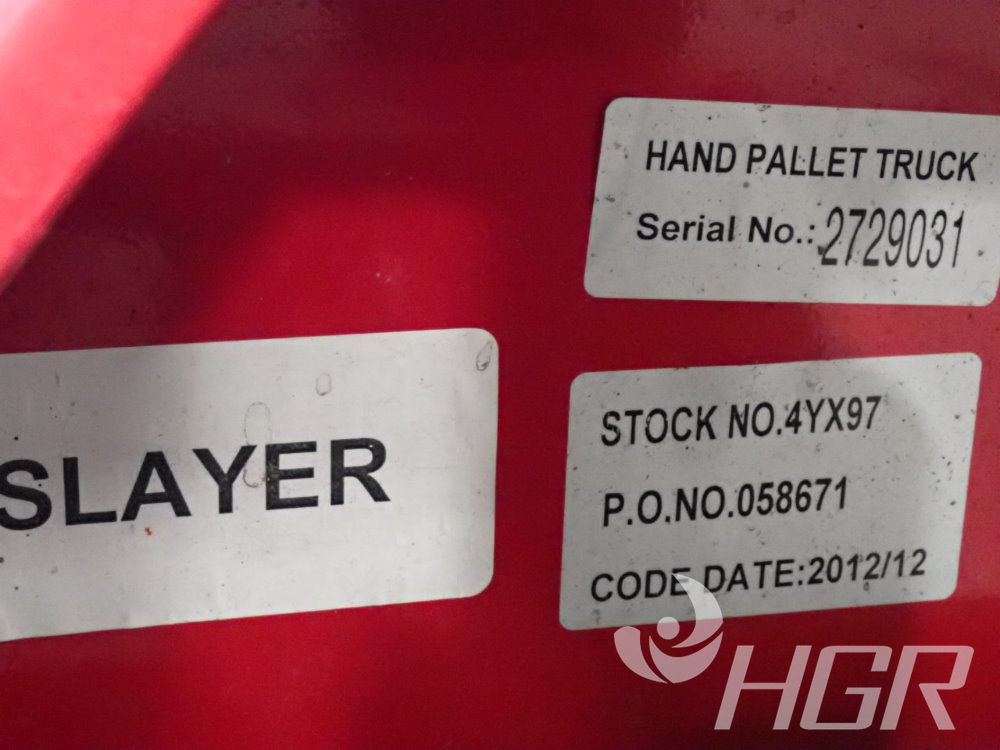 HAND PALLET TRUCK
Serial No.: 2729031
SLAYER
STOCK NO.4YX97
P.O.NO.058671
CODE DATE:2012/12
HGR